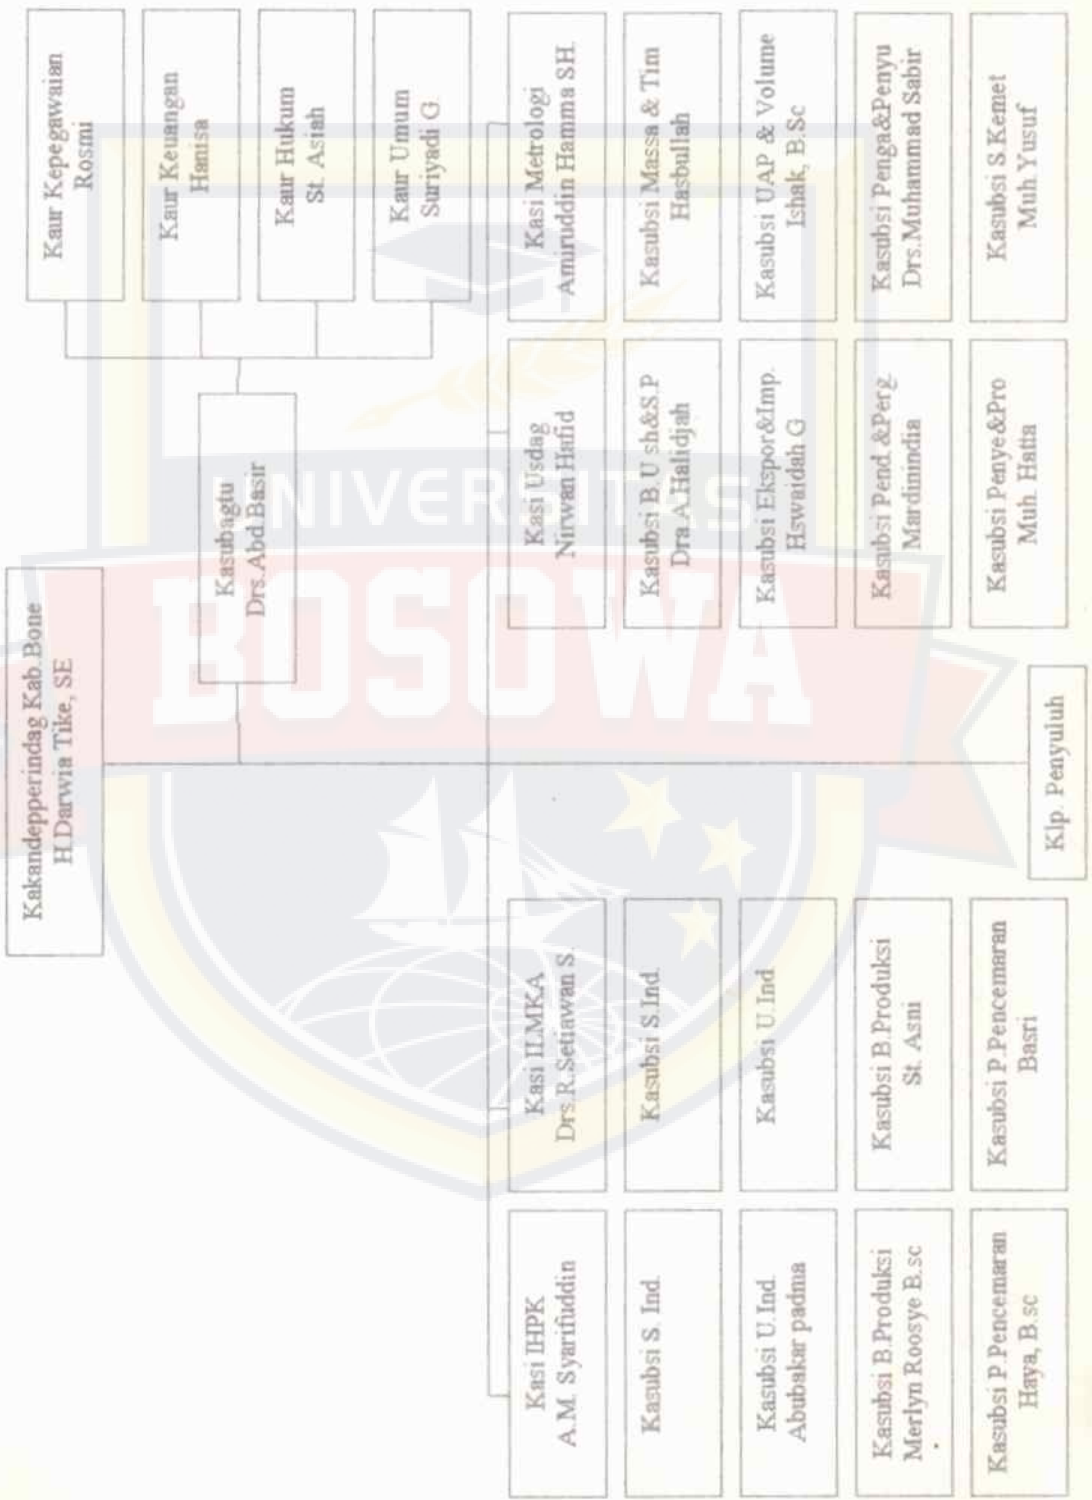 Kakandepperindag Kab.Bone
H.Darwia Tike, SE
Kasubagtu
Drs.Abd.Basir
Kaur Kepegawaian
Rosmi
Kaur Keuangan
Hanisa
Kaur Hukum
St. Asiah
Kaur Umum
Suriyadi G
Kasi IHPK
A.M. Syarifuddin
Kasubsi S. Ind.
Kasubsi U.Ind.
Abubakar padma
Kasubsi B.Produksi
Merlyn Roosye B.sc
Kasubsi P.Pencemaran
Haya, B.sc
Kasi ILMKA
Drs.R.Setiawan S.
Kasubsi S.Ind.
Kasubsi U.Ind
Kasubsi B.Produksi
St. Asni
Kasubsi P.Pencemaran
Basri
Klp. Penyuluh
Kasi Usdag
Nirwan Hafid
Kasubsi B.U sh&S.P
Dra.A.Halidjah
Kasubsi Ekspor&Imp.
Hswaidah G
Kasubsi Pend &Perg.
Mardinindia
Kasubsi Penye&Pro
Muh. Hatta
Kasi Metrologi
Amiruddin Hamma SH.
Kasubsi Massa & Tim
Hasbullah
Kasubsi UAP & Volume
Ishak, B.Sc
Kasubsi Penga&Penyu
Drs.Muhammad Sabir
Kasubsi S Kemet
Muh Yusuf
UNIVERSITAS
BOSOWA